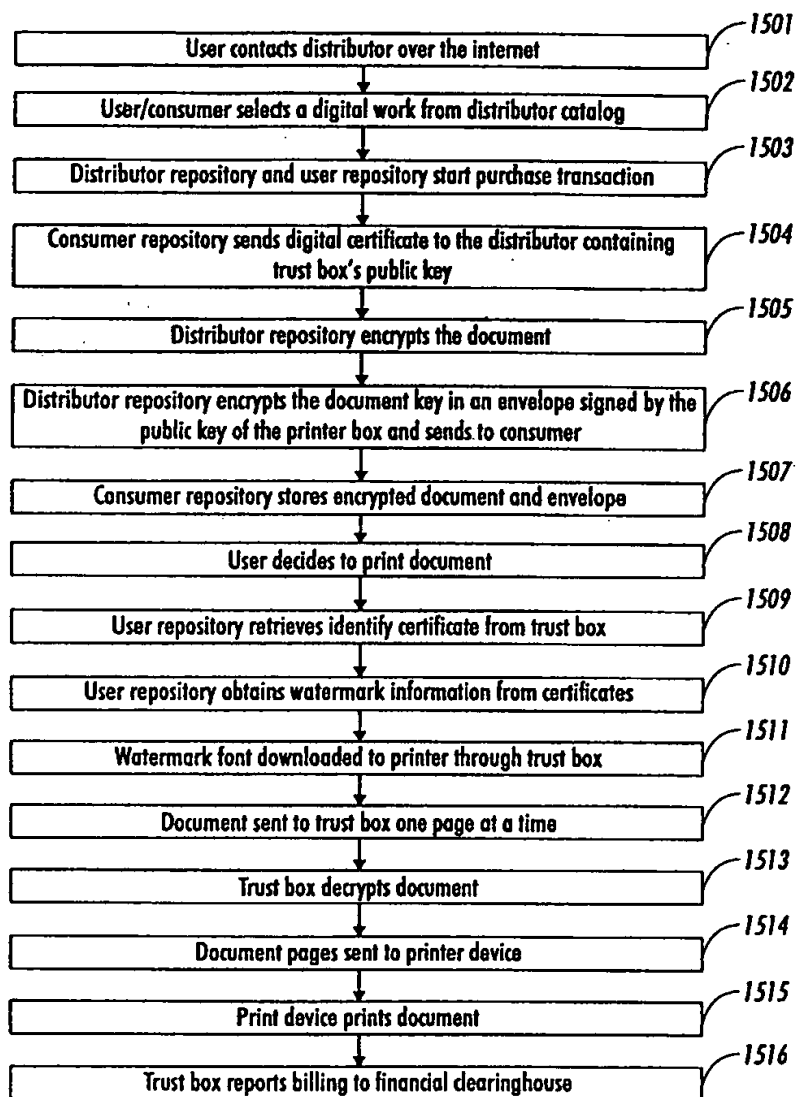 1501
User contacts distributor over the internet
1502
User/consumer selects a digital work from distributor catalog
1503
Distributor repository and user repository start purchase transaction
1504
Consumer repository sends digital certificate to the distributor containing
trust box's public key
1505
Distributor repository encrypts the document
1506
Distributor repository encrypts the document key in an envelope signed by the
public key of the printer box and sends to consumer
1507
Consumer repository stores encrypted document and envelope
1508
User decides to print document
1509
User repository retrieves identify certificate from trust box
1510
User repository obtains watermark information from certificates
1511
Watermark font downloaded to printer through trust box
1512
Document sent to trust box one page at a time
1513
Trust box decrypts document
1514
Document pages sent to printer device
1515
Print device prints document
1516
Trust box reports billing to financial clearinghouse